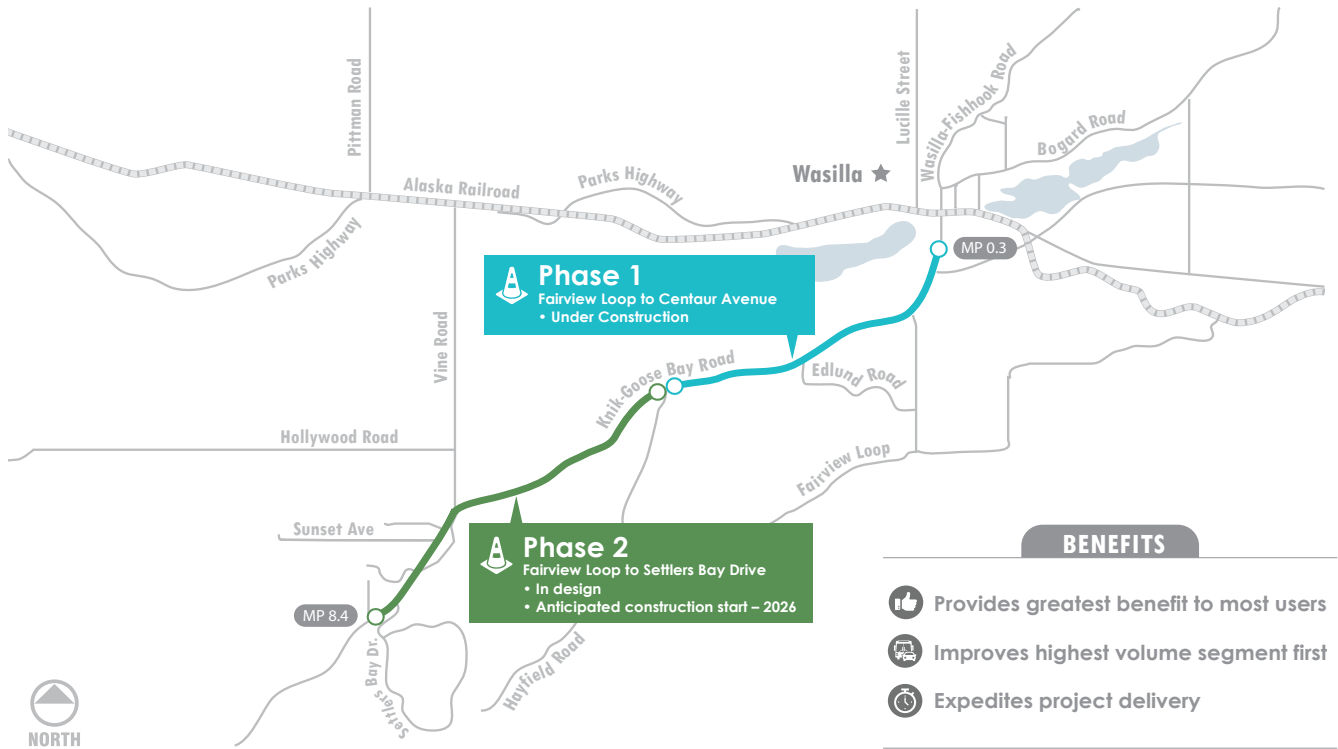 Pittman Road
Lucille Street
Wasilla-Fishhook Road
Bogard Road
Wasilla
Alaska Railroad
Parks Highway
Parks Highway
MP 0.3
Phase 1
Fairview Loop to Centaur Avenue
• Under Construction
Vine Road
Knik-Goose Bay Road
Edlund Road
Hollywood Road
Fairview Loop
Sunset Ave
Phase 2
Fairview Loop to Settlers Bay Drive
• In design
• Anticipated construction start – 2026
MP 8.4
Settlers Bay Dr.
Hayfield Road
NORTH
BENEFITS
Provides greatest benefit to most users
Improves highest volume segment first
Expedites project delivery